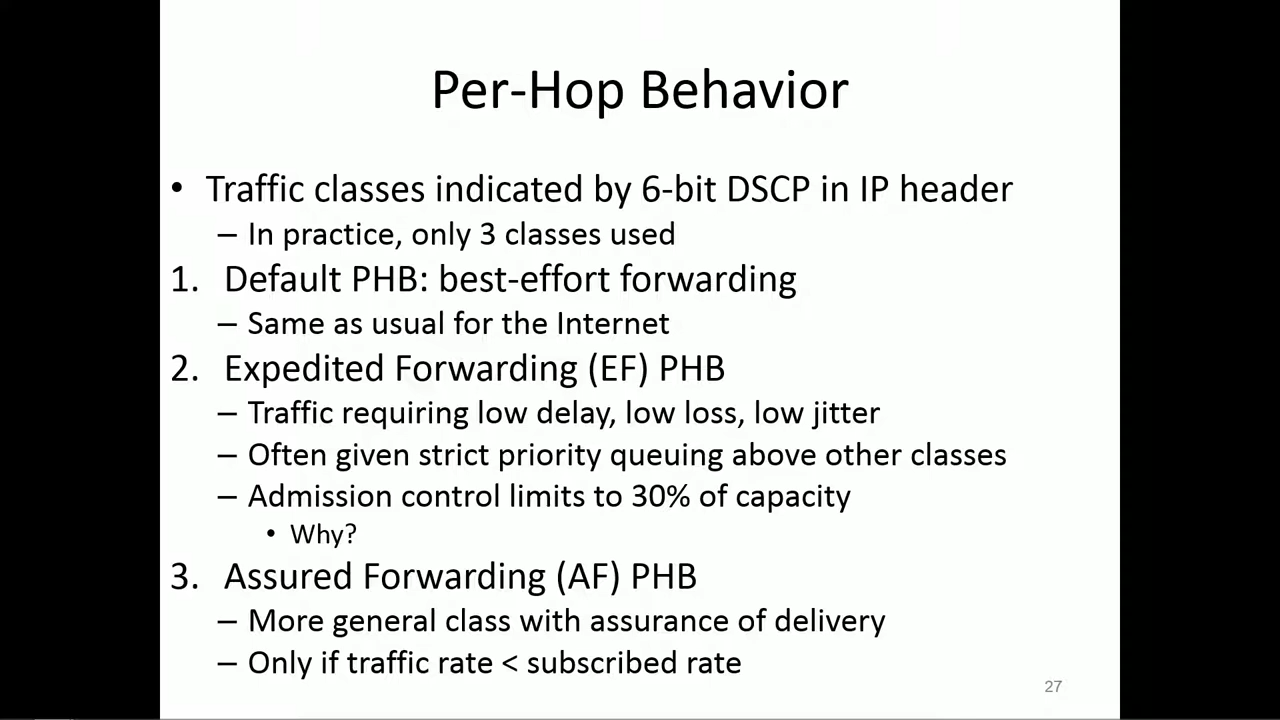 Per-Hop Behavior
• Traffic classes indicated by 6-bit DSCP in IP header
– In practice, only 3 classes used
1. Default PHB: best-effort forwarding
– Same as usual for the Internet
2. Expedited Forwarding (EF) PHB
– Traffic requiring low delay, low loss, low jitter
– Often given strict priority queuing above other classes
– Admission control limits to 30% of capacity
• Why?
3. Assured Forwarding (AF) PHB
– More general class with assurance of delivery
– Only if traffic rate < subscribed rate
27